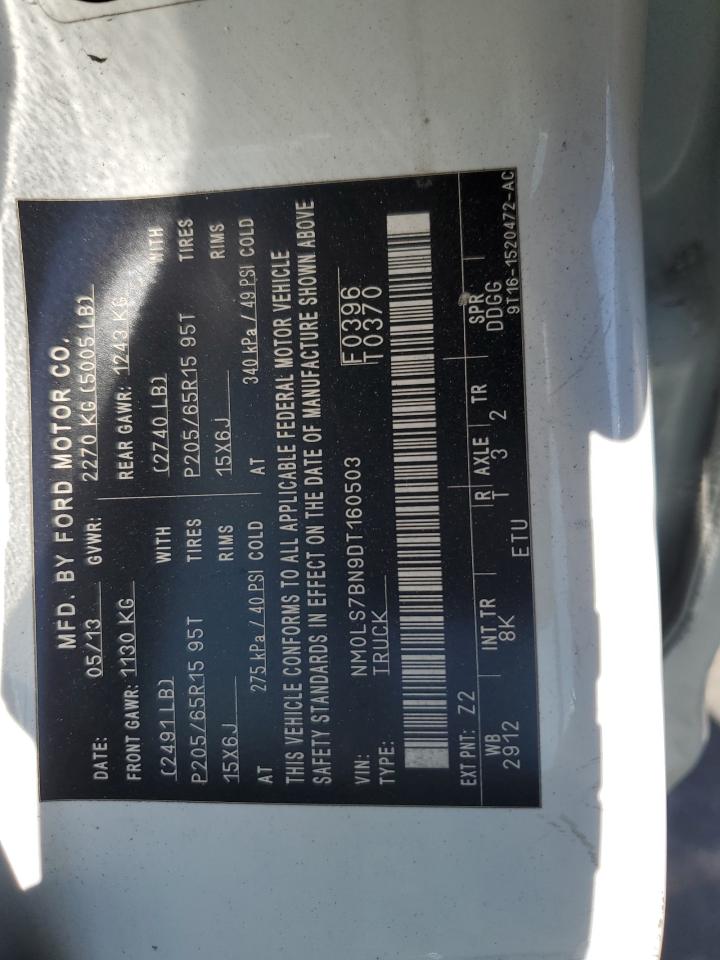 MFD. BY FORD MOTOR CO.
DATE: 05/13 GVWR: 2270 KG (5005 LB)
FRONT GAWR: 1130 KG REAR GAWR: 1243 KG
(2491LB) WITH (2740 LB) WITH
P205/65R15 95T TIRES P205/65R15 95T TIRES
15X6J RIMS 15X6J RIMS
AT 275 kPa / 40 PSI COLD AT 340 kPa / 49 PSI COLD
THIS VEHICLE CONFORMS TO ALL APPLICABLE FEDERAL MOTOR VEHICLE
SAFETY STANDARDS IN EFFECT ON THE DATE OF MANUFACTURE SHOWN ABOVE
VIN: NM0LS7BN9DT160503 F0396
TYPE: TRUCK T0370
EXT PNT: Z2 R AXLE TR SPR
WB INT TR T 3 2 DDGG
2912 8K ETU 9T16-1520472-AC